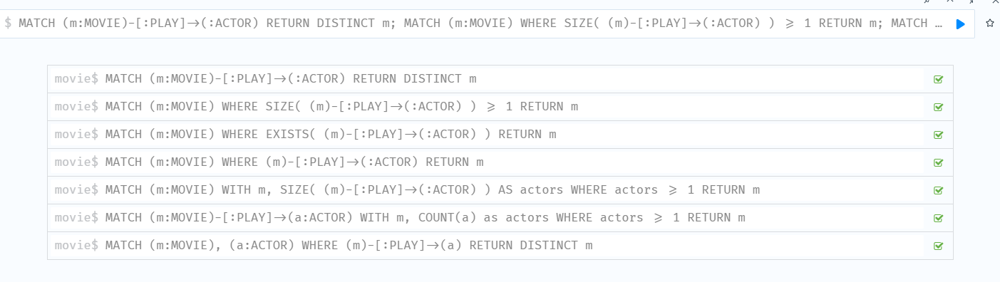 $ MATCH (m:MOVIE)-[:PLAY]->(:ACTOR) RETURN DISTINCT m; MATCH (m:MOVIE) WHERE SIZE( (m)-[:PLAY]->(:ACTOR) ) >= 1 RETURN m; MATCH …
movie$ MATCH (m:MOVIE)-[:PLAY]->(:ACTOR) RETURN DISTINCT m
movie$ MATCH (m:MOVIE) WHERE SIZE( (m)-[:PLAY]->(:ACTOR) ) >= 1 RETURN m
movie$ MATCH (m:MOVIE) WHERE EXISTS( (m)-[:PLAY]->(:ACTOR) ) RETURN m
movie$ MATCH (m:MOVIE) WHERE (m)-[:PLAY]->(:ACTOR) RETURN m
movie$ MATCH (m:MOVIE) WITH m, SIZE( (m)-[:PLAY]->(:ACTOR) ) AS actors WHERE actors >= 1 RETURN m
movie$ MATCH (m:MOVIE)-[:PLAY]->(a:ACTOR) WITH m, COUNT(a) as actors WHERE actors >= 1 RETURN m
movie$ MATCH (m:MOVIE), (a:ACTOR) WHERE (m)-[:PLAY]->(a) RETURN DISTINCT m